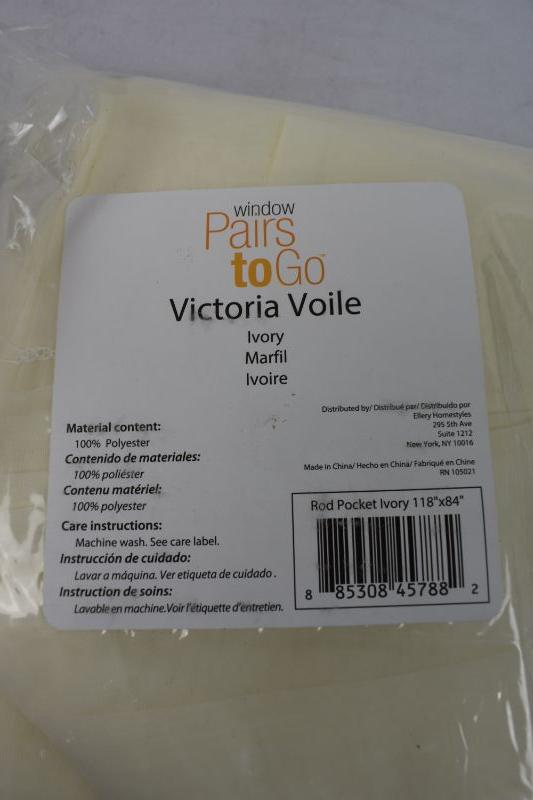 window
Pairs
to Go™
Victoria Voile
Ivory
Marfil
Ivoire
Distributed by/ Distribué par/ Distribuido por
Ellery Homestyles
295 5th Ave
Suite 1212
New York, NY 10016
Made in China/ Hecho en China/ Fabriqué en Chine
RN 105021
Material content:
100% Polyester
Contenido de materiales:
100% poliéster
Contenu matériel:
100% polyester
Care instructions:
Machine wash. See care label.
Instrucción de cuidado:
Lavar a máquina. Ver etiqueta de cuidado .
Instruction de soins:
Lavable en machine.Voir l'étiquette d'entretien.
Rod Pocket Ivory 118"x84"
8 85308 45788 2